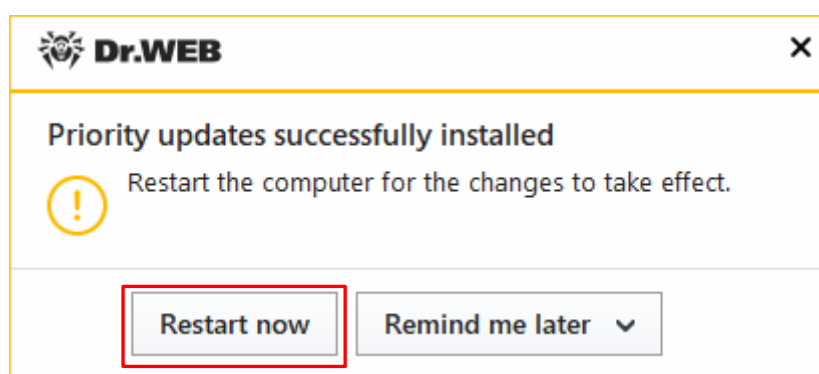 Dr.WEB
Priority updates successfully installed
Restart the computer for the changes to take effect.
Restart now
Remind me later